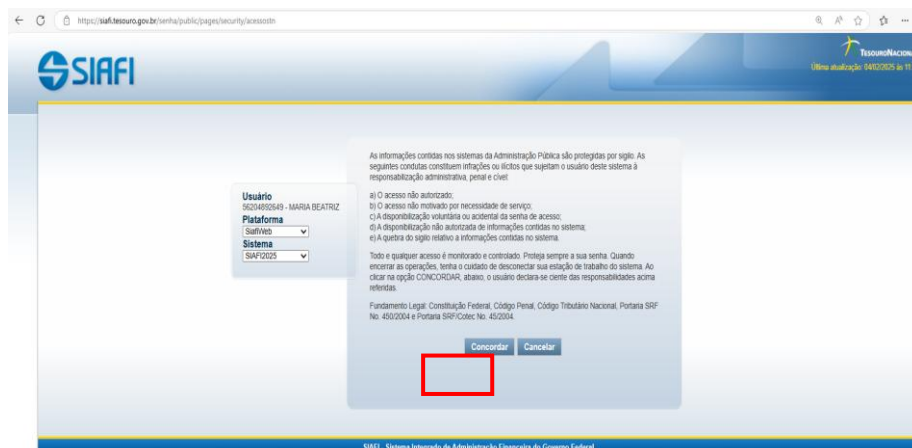 https://siafi.tesouro.gov.br/senha/public/pages/security/acessostn
SIAFI
TESOURONACIONAL
Última atualização: 04/02/2025 às 11
As informações contidas nos sistemas da Administração Pública são protegidas por sigilo. As
seguintes condutas constituem infrações ou ilícitos que sujeitam o usuário deste sistema à
responsabilização administrativa, penal e cível:
Usuário
56204892649 - MARIA BEATRIZ
Plataforma
SiafiWeb
Sistema
SIAFI2025
a) O acesso não autorizado;
b) O acesso não motivado por necessidade de serviço;
c) A disponibilização voluntária ou acidental da senha de acesso;
d) A disponibilização não autorizada de informações contidas no sistema;
e) A quebra do sigilo relativo a informações contidas no sistema.
Todo e qualquer acesso é monitorado e controlado. Proteja sempre a sua senha. Quando
encerrar as operações, tenha o cuidado de desconectar sua estação de trabalho do sistema. Ao
clicar na opção CONCORDAR, abaixo, o usuário declara-se ciente das responsabilidades acima
referidas.
Fundamento Legal: Constituição Federal, Código Penal, Código Tributário Nacional, Portaria SRF
No. 450/2004 e Portaria SRF/Cotec No. 45/2004.
Concordar Cancelar
SIAFI - Sistema Integrado de Administração Financeira do Governo Federal